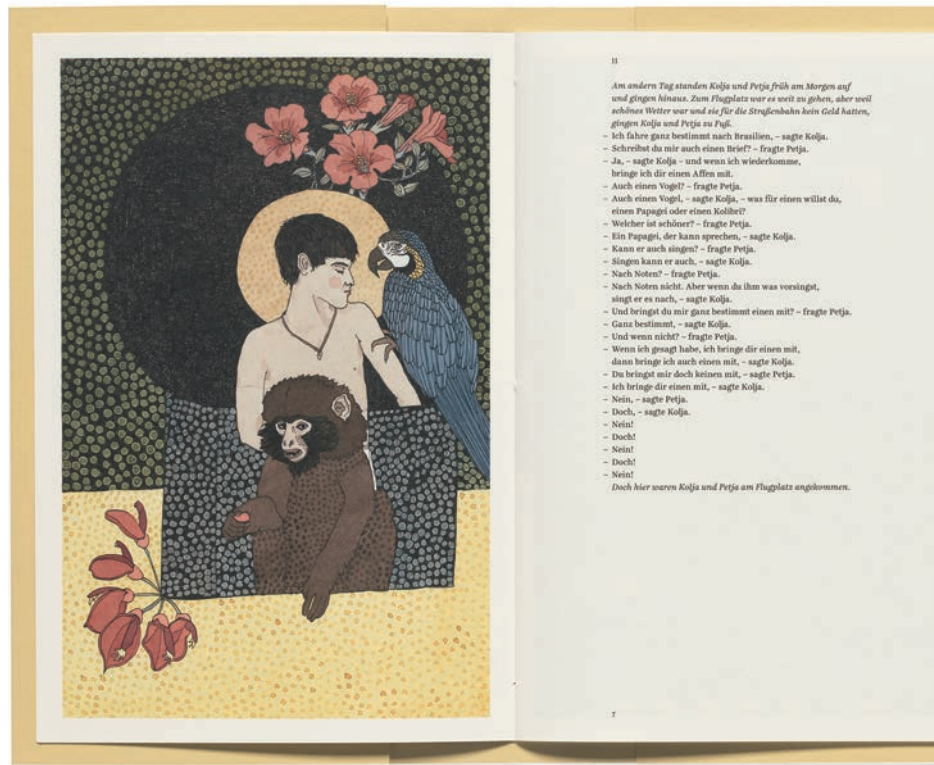 II
Am andern Tag standen Kolja und Petja früh am Morgen auf
und gingen hinaus. Zum Flugplatz war es weit zu gehen, aber weil
schönes Wetter war und sie für die Straßenbahn kein Geld hatten,
gingen Kolja und Petja zu Fuß.
– Ich fahre ganz bestimmt nach Brasilien, – sagte Kolja.
– Schreibst du mir auch einen Brief? – fragte Petja.
– Ja, – sagte Kolja – und wenn ich wiederkomme,
bringe ich dir einen Affen mit.
– Auch einen Vogel? – fragte Petja.
– Auch einen Vogel, – sagte Kolja, – was für einen willst du,
einen Papagei oder einen Kolibri?
– Welcher ist schöner? – fragte Petja.
– Ein Papagei, der kann sprechen, – sagte Kolja.
– Kann er auch singen? – fragte Petja.
– Singen kann er auch, – sagte Kolja.
– Nach Noten? – fragte Petja.
– Nach Noten nicht. Aber wenn du ihm was vorsingst,
singt er es nach, – sagte Kolja.
– Und bringst du mir ganz bestimmt einen mit? – fragte Petja.
– Ganz bestimmt, – sagte Kolja.
– Und wenn nicht? – fragte Petja.
– Wenn ich gesagt habe, ich bringe dir einen mit,
dann bringe ich auch einen mit, – sagte Kolja.
– Du bringst mir doch keinen mit, – sagte Petja.
– Ich bringe dir einen mit, – sagte Kolja.
– Nein, – sagte Petja.
– Doch, – sagte Kolja.
– Nein!
– Doch!
– Nein!
– Doch!
– Nein!
Doch hier waren Kolja und Petja am Flugplatz angekommen.
7